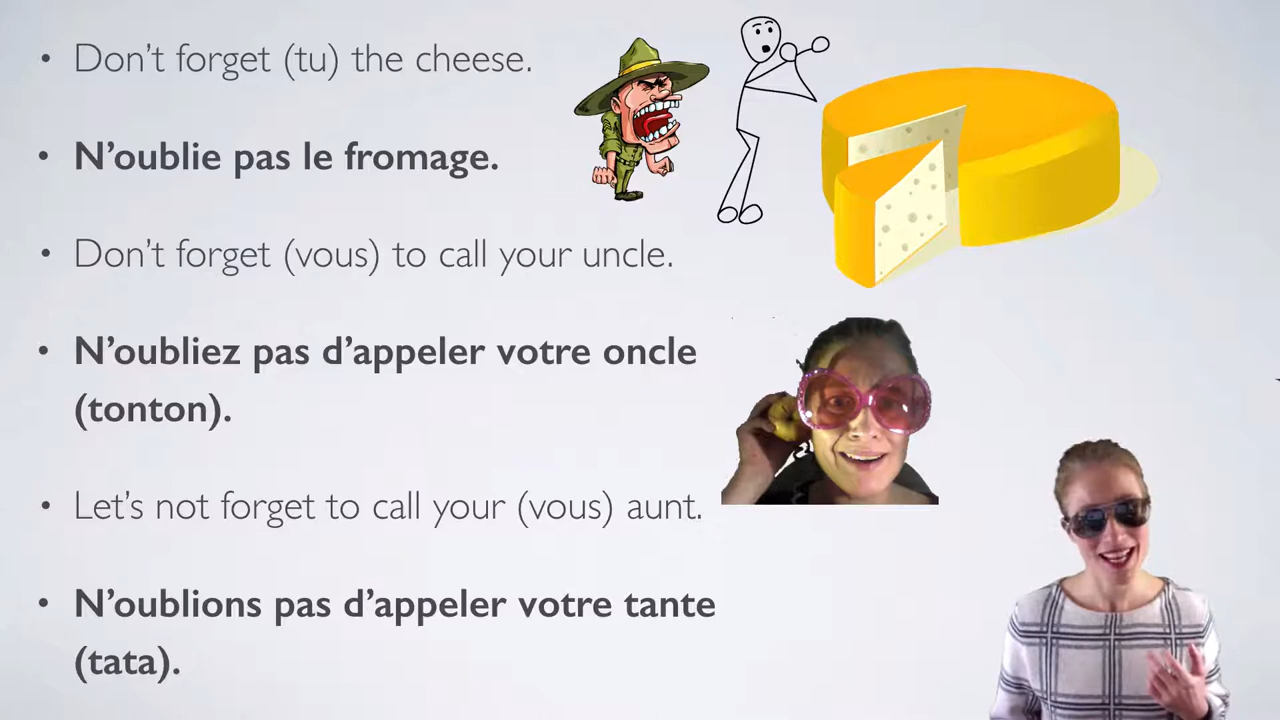 • Don't forget (tu) the cheese.
• N'oublie pas le fromage.
• Don't forget (vous) to call your uncle.
• N'oubliez pas d'appeler votre oncle
(tonton).
• Let's not forget to call your (vous) aunt.
• N'oublions pas d'appeler votre tante
(tata).